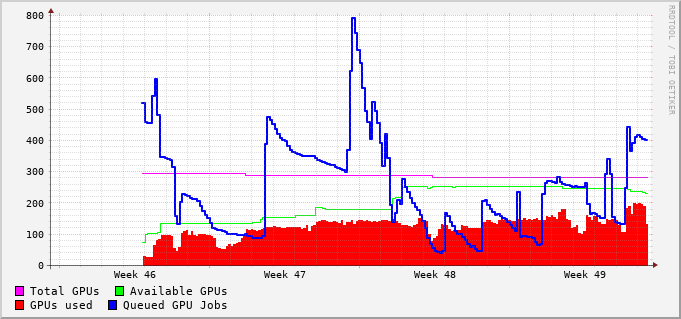 RRDTOOL / TOBI OETIKER
800
700
600
500
400
300
200
100
0
Week 46 Week 47 Week 48 Week 49
Total GPUs Available GPUs
GPUs used Queued GPU Jobs